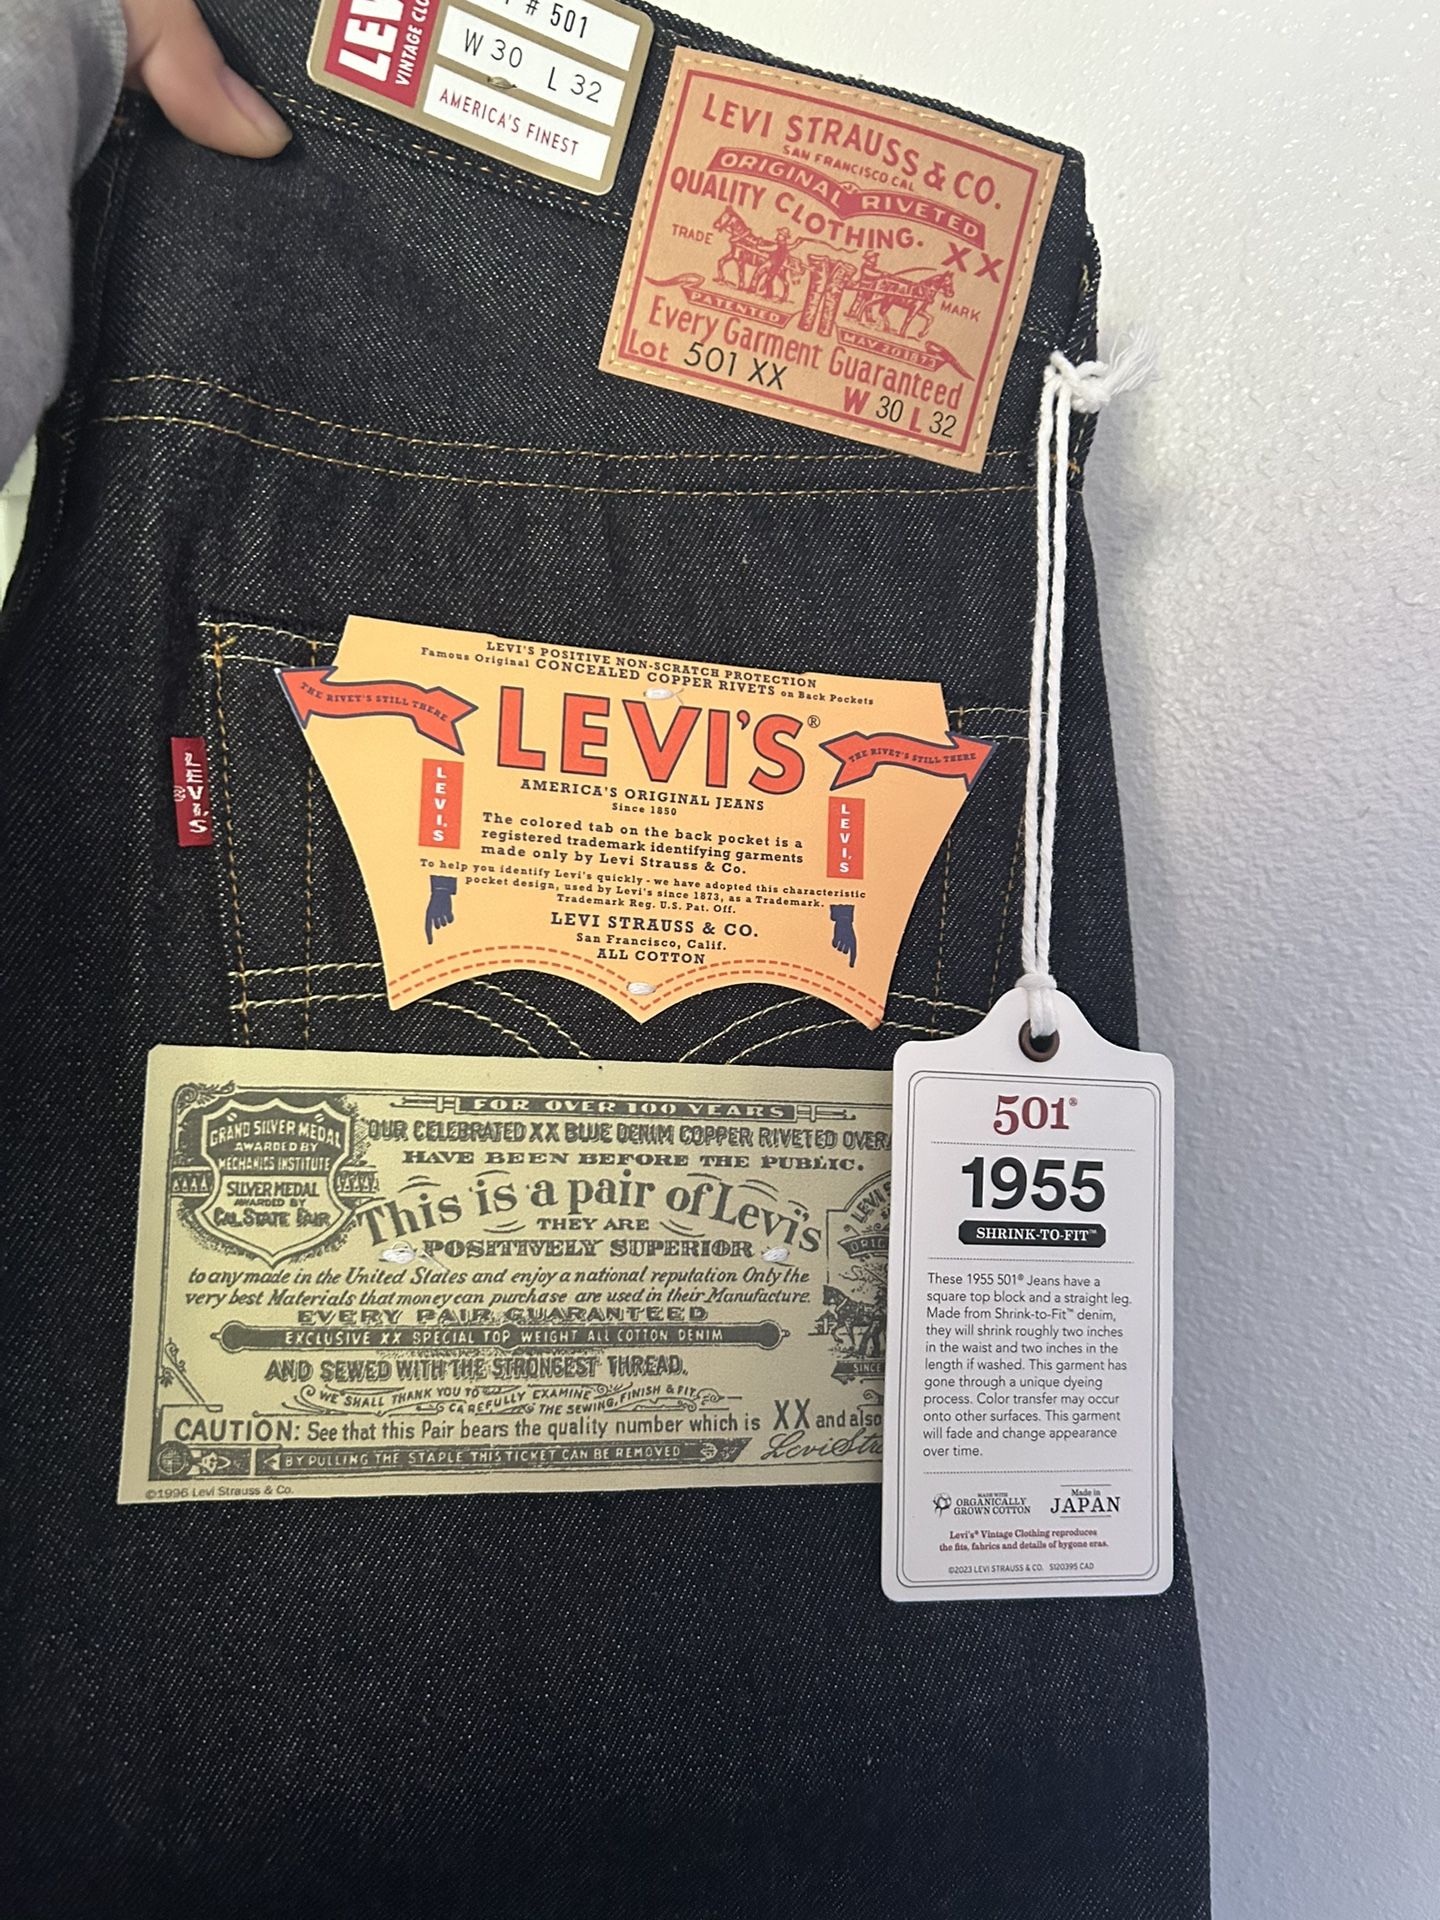 LEV
VINTAGE CLO
# 501
W 30 L 32
AMERICA'S FINEST
LEVI STRAUSS & CO.
SAN FRANCISCO CAL
ORIGINAL RIVETED
QUALITY CLOTHING.
TRADE XX MARK
PATENTED MAY 20 1873
Every Garment Guaranteed
Lot 501 XX
W 30 L 32
LEVI'S POSITIVE NON-SCRATCH PROTECTION
Famous Original CONCEALED COPPER RIVETS on Back Pockets
THE RIVET'S STILL THERE
LEVI'S®
THE RIVET'S STILL THERE
AMERICA'S ORIGINAL JEANS
Since 1850
LEVI'S
LEVI'S
The colored tab on the back pocket is a
registered trademark identifying garments
made only by Levi Strauss & Co.
To help you identify Levi's quickly - we have adopted this characteristic
pocket design, used by Levi's since 1873, as a Trademark.
Trademark Reg. U.S. Pat. Off.
LEVI STRAUSS & CO.
San Francisco, Calif.
ALL COTTON
LEVI'S
®
GRAND SILVER MEDAL
AWARDED BY
MECHANICS INSTITUTE
SILVER MEDAL
AWARDED BY
CAL. STATE FAIR
FOR OVER 100 YEARS
OUR CELEBRATED XX BLUE DENIM COPPER RIVETED OVER
HAVE BEEN BEFORE THE PUBLIC.
This is a pair of Levi's
THEY ARE
POSITIVELY SUPERIOR
to any made in the United States and enjoy a national reputation Only the
very best Materials that money can purchase are used in their Manufacture.
EVERY PAIR GUARANTEED
EXCLUSIVE XX SPECIAL TOP WEIGHT ALL COTTON DENIM
AND SEWED WITH THE STRONGEST THREAD.
WE SHALL THANK YOU TO CAREFULLY EXAMINE THE SEWING, FINISH & FIT
CAUTION: See that this Pair bears the quality number which is XX and also
BY PULLING THE STAPLE THIS TICKET CAN BE REMOVED
Levi Stra
LEVI S
ORIG
SINCE
©1996 Levi Strauss & Co.
501®
1955
SHRINK-TO-FIT™
These 1955 501® Jeans have a
square top block and a straight leg.
Made from Shrink-to-Fit™ denim,
they will shrink roughly two inches
in the waist and two inches in the
length if washed. This garment has
gone through a unique dyeing
process. Color transfer may occur
onto other surfaces. This garment
will fade and change appearance
over time.
MADE WITH
ORGANICALLY
GROWN COTTON
Made in
JAPAN
Levi's® Vintage Clothing reproduces
the fits, fabrics and details of bygone eras.
©2023 LEVI STRAUSS & CO. S120395 CAD